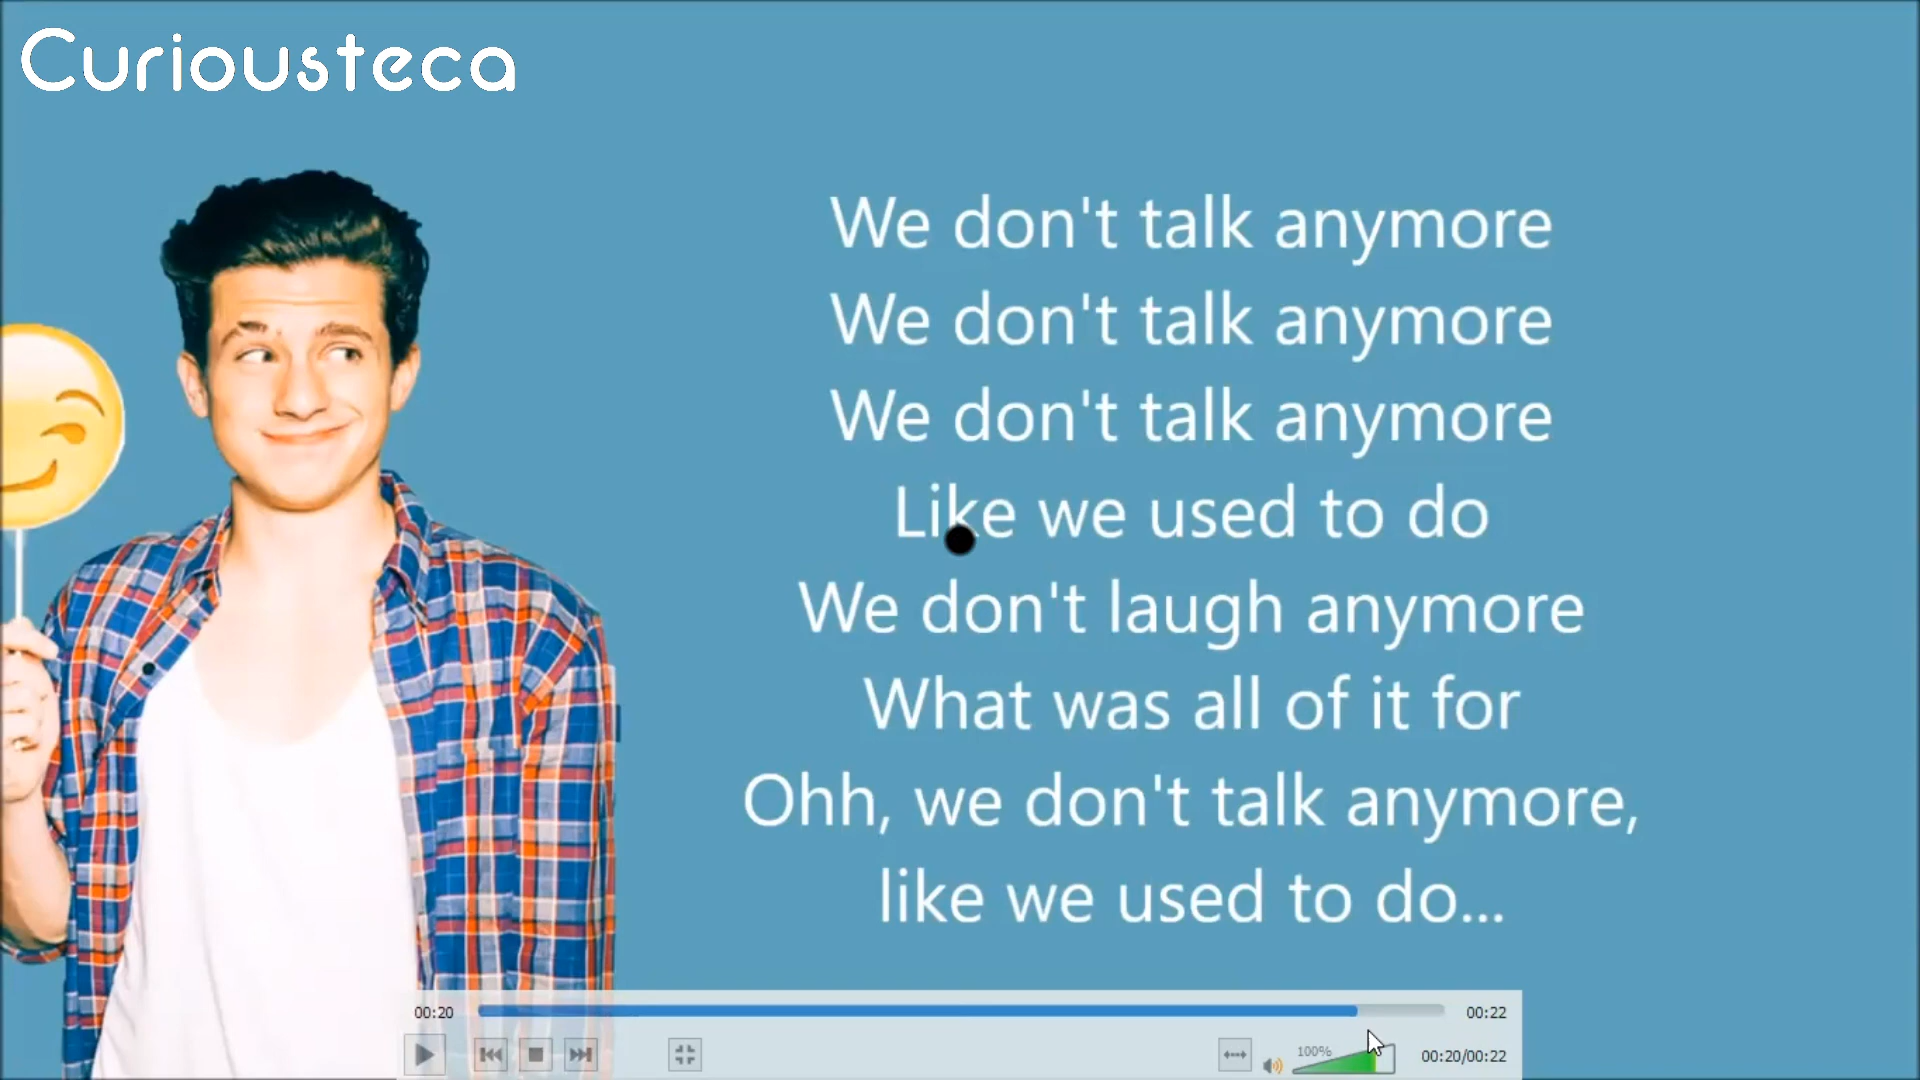 Curiousteca
We don't talk anymore
We don't talk anymore
We don't talk anymore
Like we used to do
We don't laugh anymore
What was all of it for
Ohh, we don't talk anymore,
like we used to do...
00:20
00:22
100%
00:20/00:22